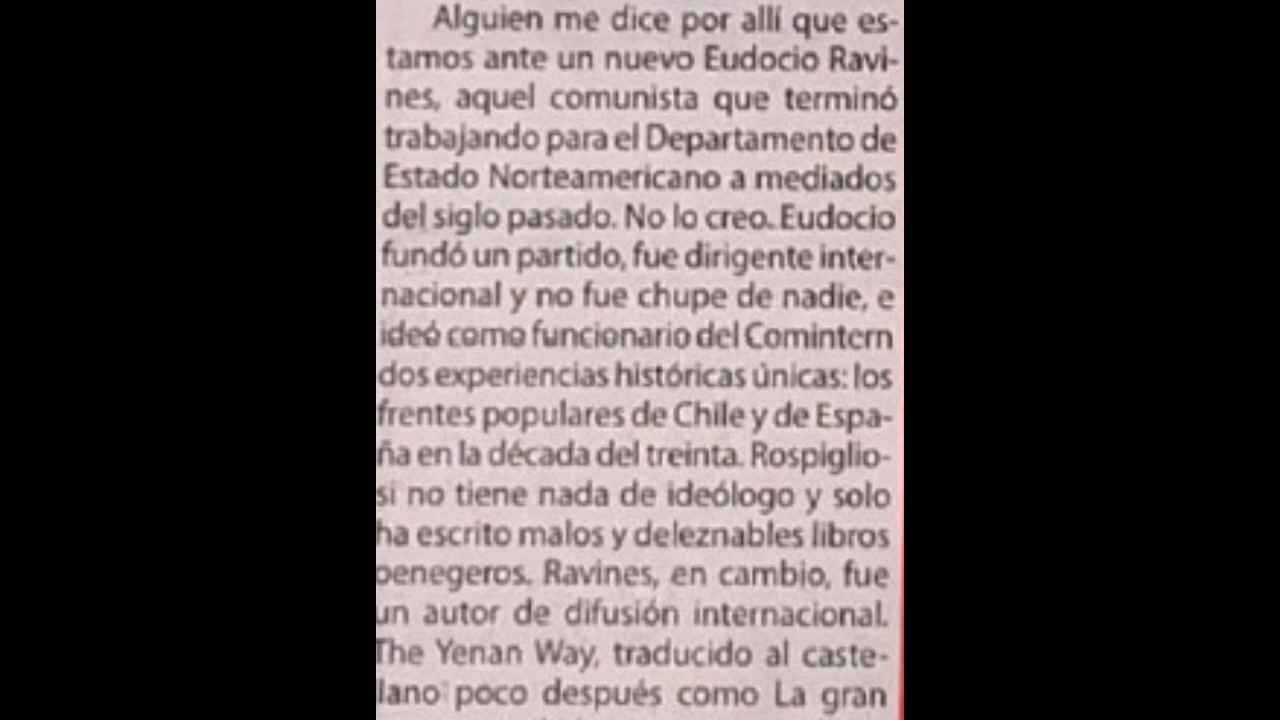 Alguien me dice por allí que es-
tamos ante un nuevo Eudocio Ravi-
nes, aquel comunista que terminó
trabajando para el Departamento de
Estado Norteamericano a mediados
del siglo pasado. No lo creo. Eudocio
fundó un partido, fue dirigente inter-
nacional y no fue chupe de nadie, e
ideó como funcionario del Comintern
dos experiencias históricas únicas: los
frentes populares de Chile y de Espa-
ña en la década del treinta. Rospiglio-
si no tiene nada de ideólogo y solo
ha escrito malos y deleznables libros
oenegeros. Ravines, en cambio, fue
un autor de difusión internacional.
The Yenan Way, traducido al caste-
llano poco después como La gran